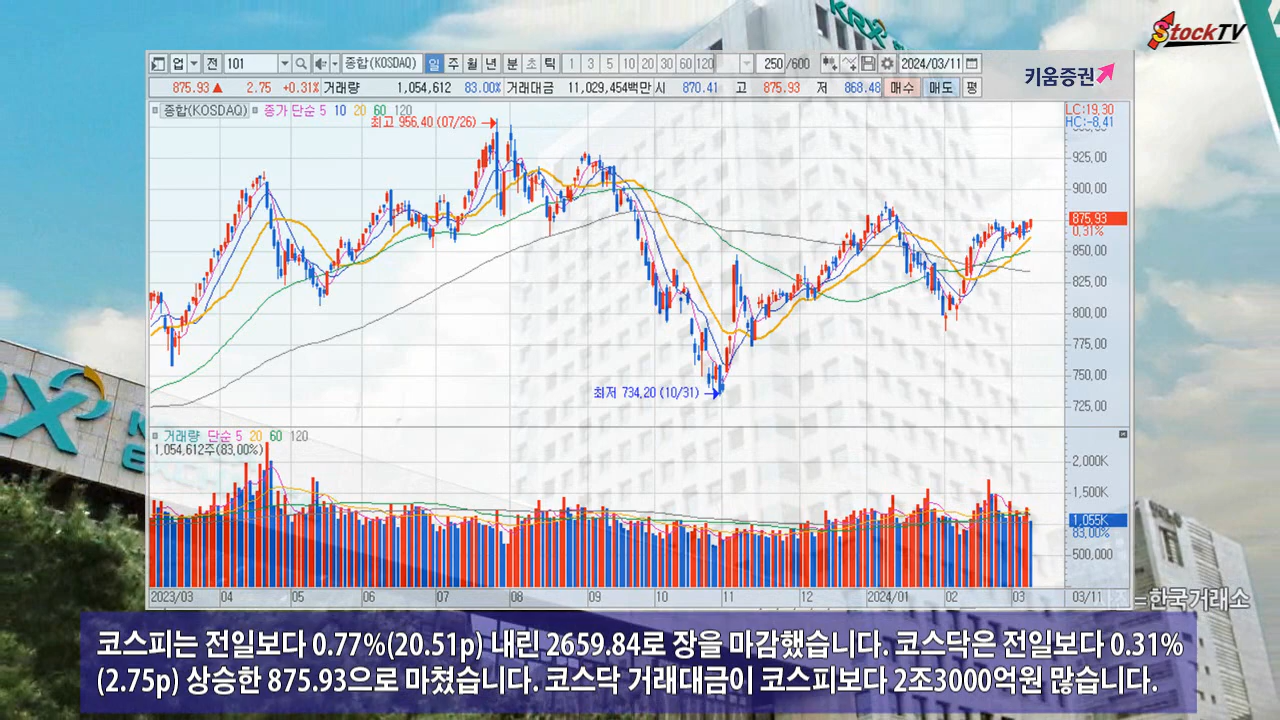 KRX
StockTV
업 전 101 종합(KOSDAQ) 일 주 월 년 분 초 틱 1 3 5 10 20 30 60 120 250 /600 2024/03/11
키움증권
875.93 ▲ 2.75 +0.31% 거래량 1,054,612 83.00% 거래대금 11,029,454백만 시 870.41 고 875.93 저 868.48 매수 매도 평
종합(KOSDAQ) 종가 단순 5 10 20 60 120
LC:19,30
HC:-8,41
최고 956,40 (07/26)
925,00
900,00
875,93
0,31%
850,00
825,00
800,00
775,00
750,00
725,00
최저 734,20 (10/31)
거래량 단순 5 20 60 120
1,054,612주(83,00%)
2,000K
1,500K
1,055K
83,00%
500,000
2023/03 04 05 06 07 08 09 10 11 12 2024/01 02 03 03/11
=한국거래소
코스피는 전일보다 0.77%(20.51p) 내린 2659.84로 장을 마감했습니다. 코스닥은 전일보다 0.31%
(2.75p) 상승한 875.93으로 마쳤습니다. 코스닥 거래대금이 코스피보다 2조3000억원 많습니다.